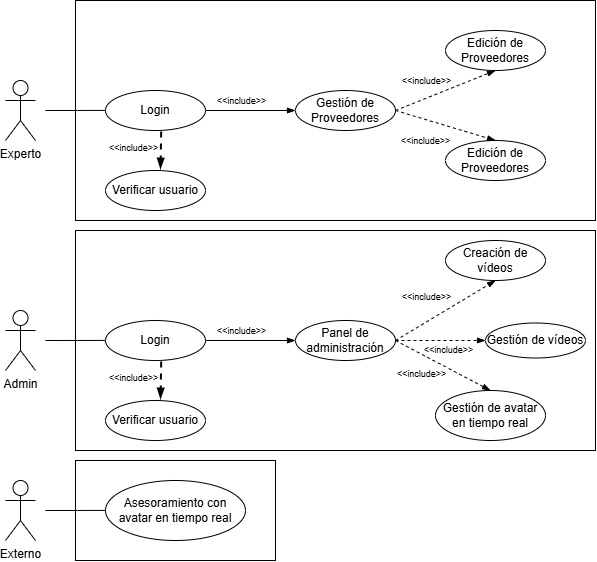 Edición de
Proveedores
<<include>>
Login
<<include>>
Gestión de
Proveedores
<<include>>
<<include>>
Experto
Edición de
Proveedores
Verificar usuario
Creación de
vídeos
<<include>>
Login
<<include>>
Panel de
administración
Gestión de vídeos
<<include>>
<<include>>
<<include>>
Admin
Verificar usuario
Gestión de avatar
en tiempo real
Asesoramiento con
avatar en tiempo real
Externo